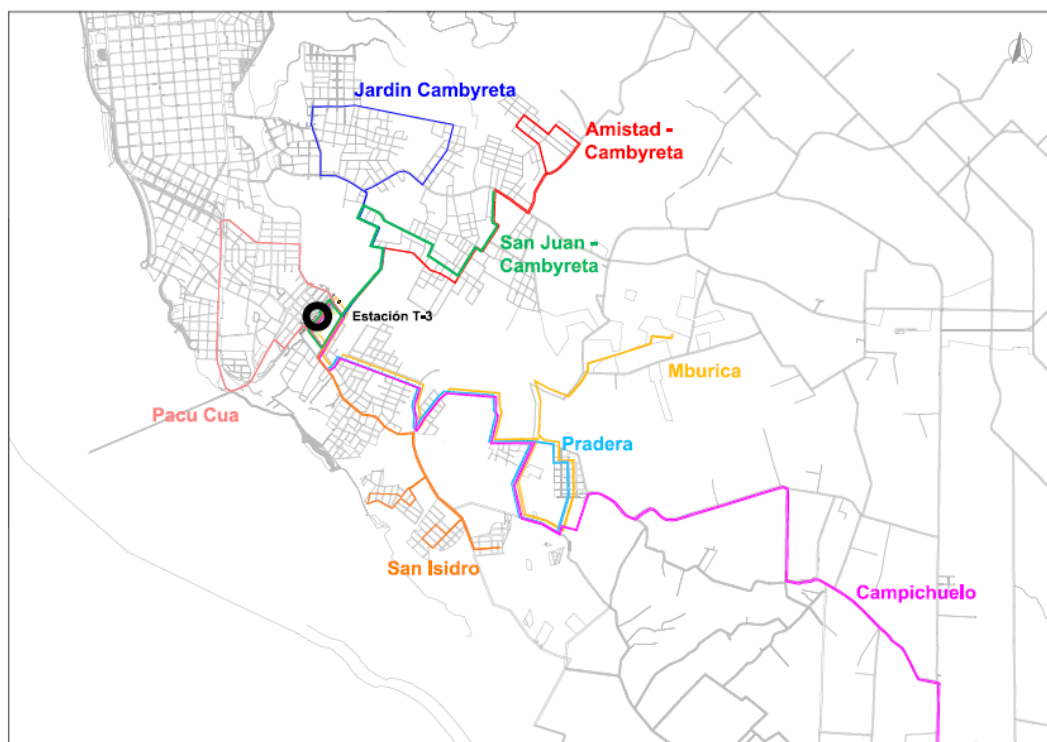 Jardin Cambyreta
Amistad -
Cambyreta
San Juan -
Cambyreta
Estación T-3
Mburica
Pacu Cua
Pradera
San Isidro
Campichuelo